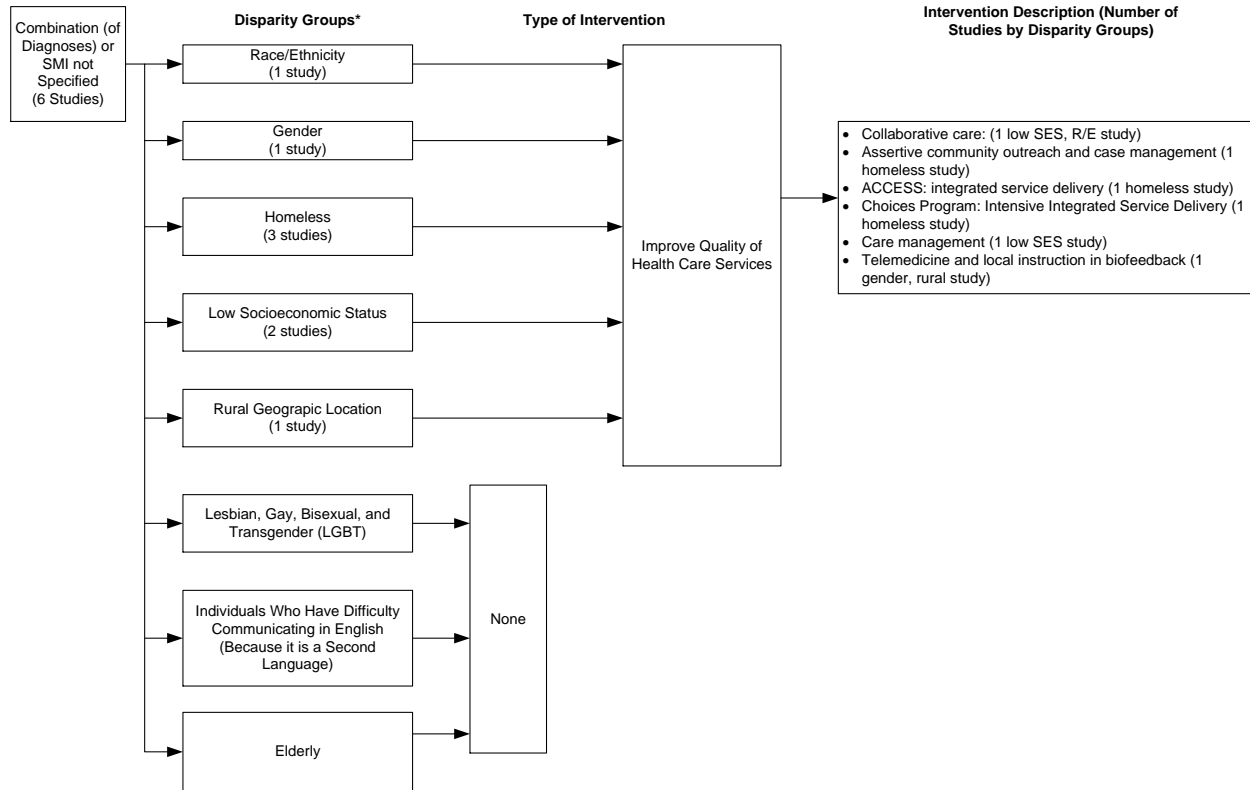 Combination (of
Diagnoses) or
SMI not
Specified
(6 Studies)
Disparity Groups*
Type of Intervention
Intervention Description (Number of
Studies by Disparity Groups)
Race/Ethnicity
(1 study)
Gender
(1 study)
Homeless
(3 studies)
Low Socioeconomic Status
(2 studies)
Rural Geograpic Location
(1 study)
Lesbian, Gay, Bisexual, and
Transgender (LGBT)
Individuals Who Have Difficulty
Communicating in English
(Because it is a Second
Language)
Elderly
Improve Quality of
Health Care Services
None
• Collaborative care: (1 low SES, R/E study)
• Assertive community outreach and case management (1
homeless study)
• ACCESS: integrated service delivery (1 homeless study)
• Choices Program: Intensive Integrated Service Delivery (1
homeless study)
• Care management (1 low SES study)
• Telemedicine and local instruction in biofeedback (1
gender, rural study)